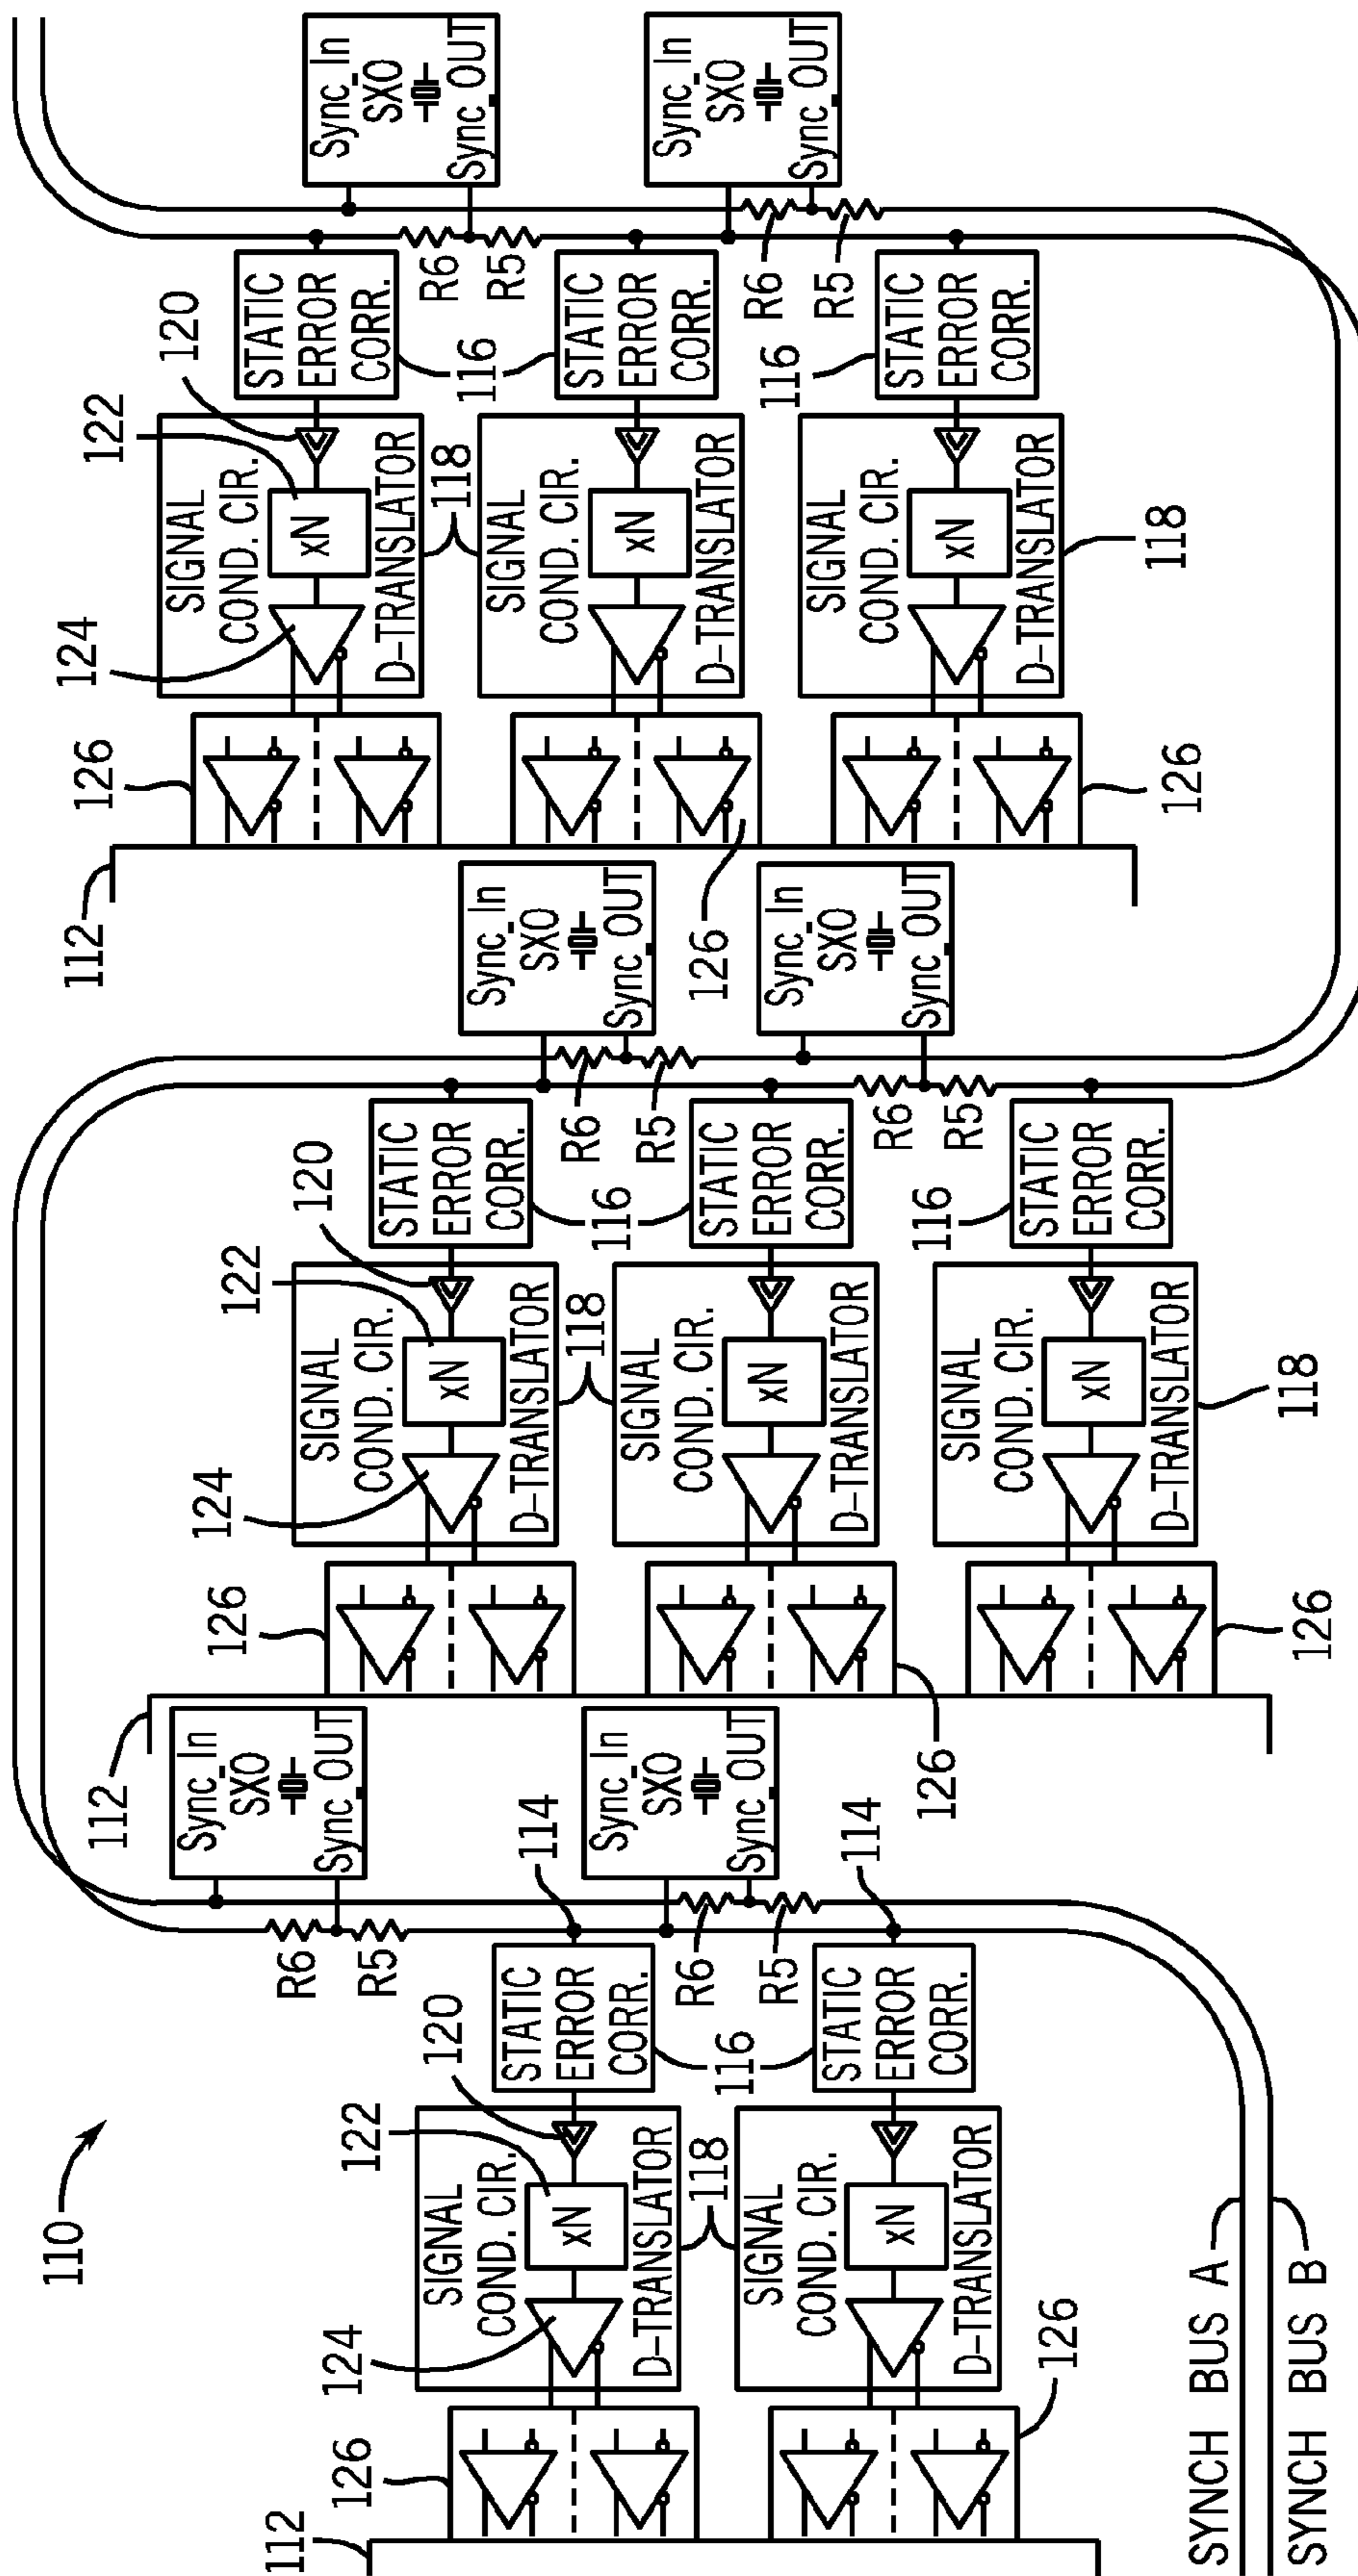 110
112
126
124
122
120
SIGNAL
COND. CIR.
xN
D-TRANSLATOR
STATIC
ERROR
CORR.
R6
R5
114
Sync_In
SXO
Sync_OUT
118
116
SIGNAL
COND. CIR.
xN
D-TRANSLATOR
STATIC
ERROR
CORR.
R6
R5
114
Sync_In
SXO
Sync_OUT
126
112
126
124
122
120
SIGNAL
COND. CIR.
xN
D-TRANSLATOR
STATIC
ERROR
CORR.
R6
R5
Sync_In
SXO
Sync_OUT
118
116
SIGNAL
COND. CIR.
xN
D-TRANSLATOR
STATIC
ERROR
CORR.
R6
R5
Sync_In
SXO
Sync_OUT
126
116
SIGNAL
COND. CIR.
xN
D-TRANSLATOR
STATIC
ERROR
CORR.
118
126
112
126
124
122
120
SIGNAL
COND. CIR.
xN
D-TRANSLATOR
STATIC
ERROR
CORR.
R6
R5
Sync_In
SXO
Sync_OUT
118
116
SIGNAL
COND. CIR.
xN
D-TRANSLATOR
STATIC
ERROR
CORR.
R6
R5
Sync_In
SXO
Sync_OUT
126
116
SIGNAL
COND. CIR.
xN
D-TRANSLATOR
STATIC
ERROR
CORR.
118
126
SYNCH BUS A
SYNCH BUS B